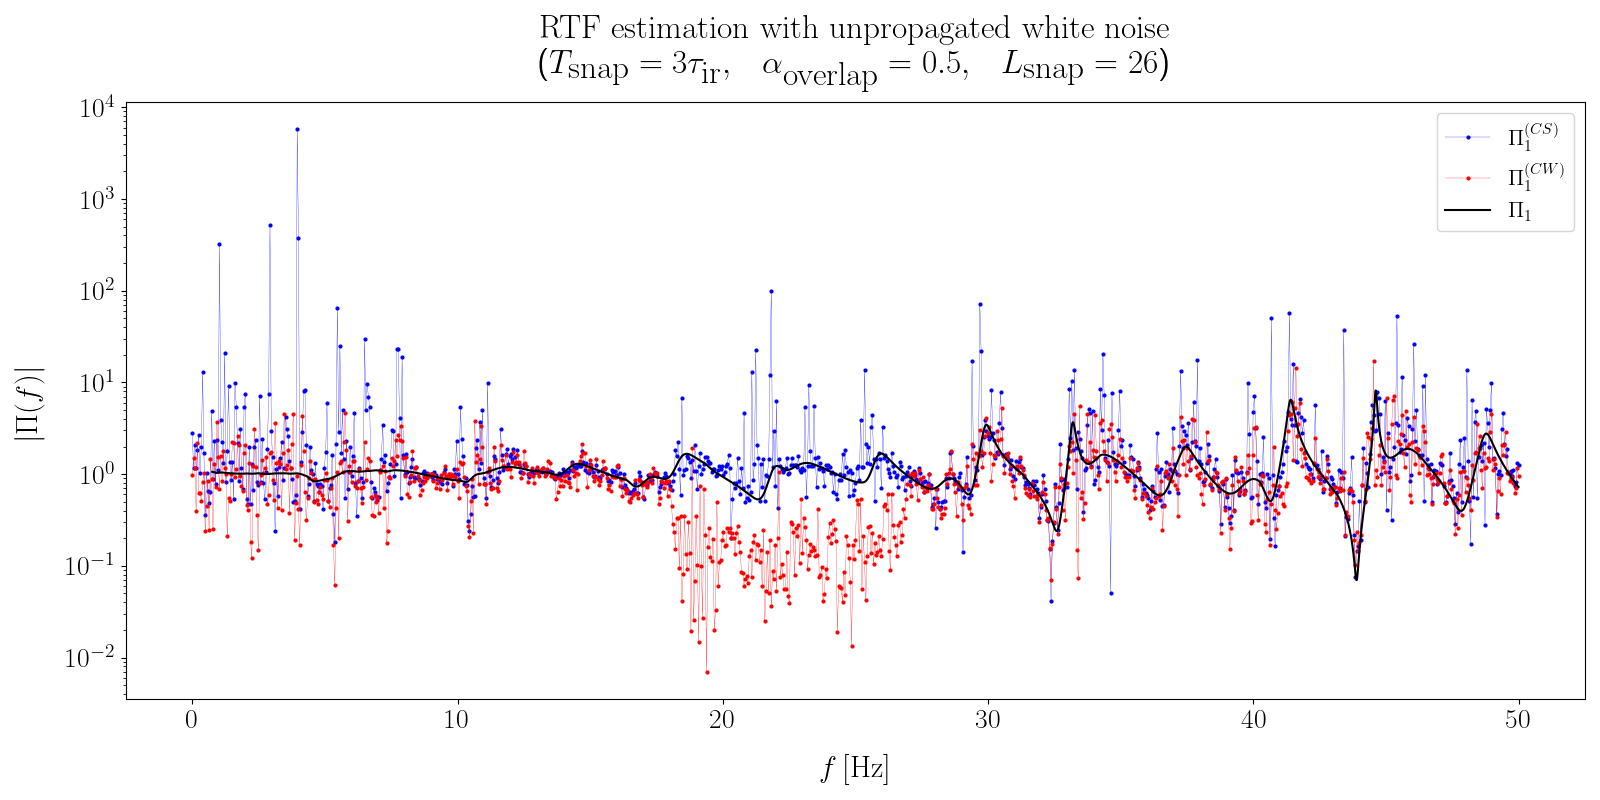 RTF estimation with unpropagated white noise
(T_snap = 3τ_ir, α_overlap = 0.5, L_snap = 26)
|Π(f)|
10^4
10^3
10^2
10^1
10^0
10^−1
10^−2
Π_1^(CS)
Π_1^(CW)
Π_1
0 10 20 30 40 50
f [Hz]